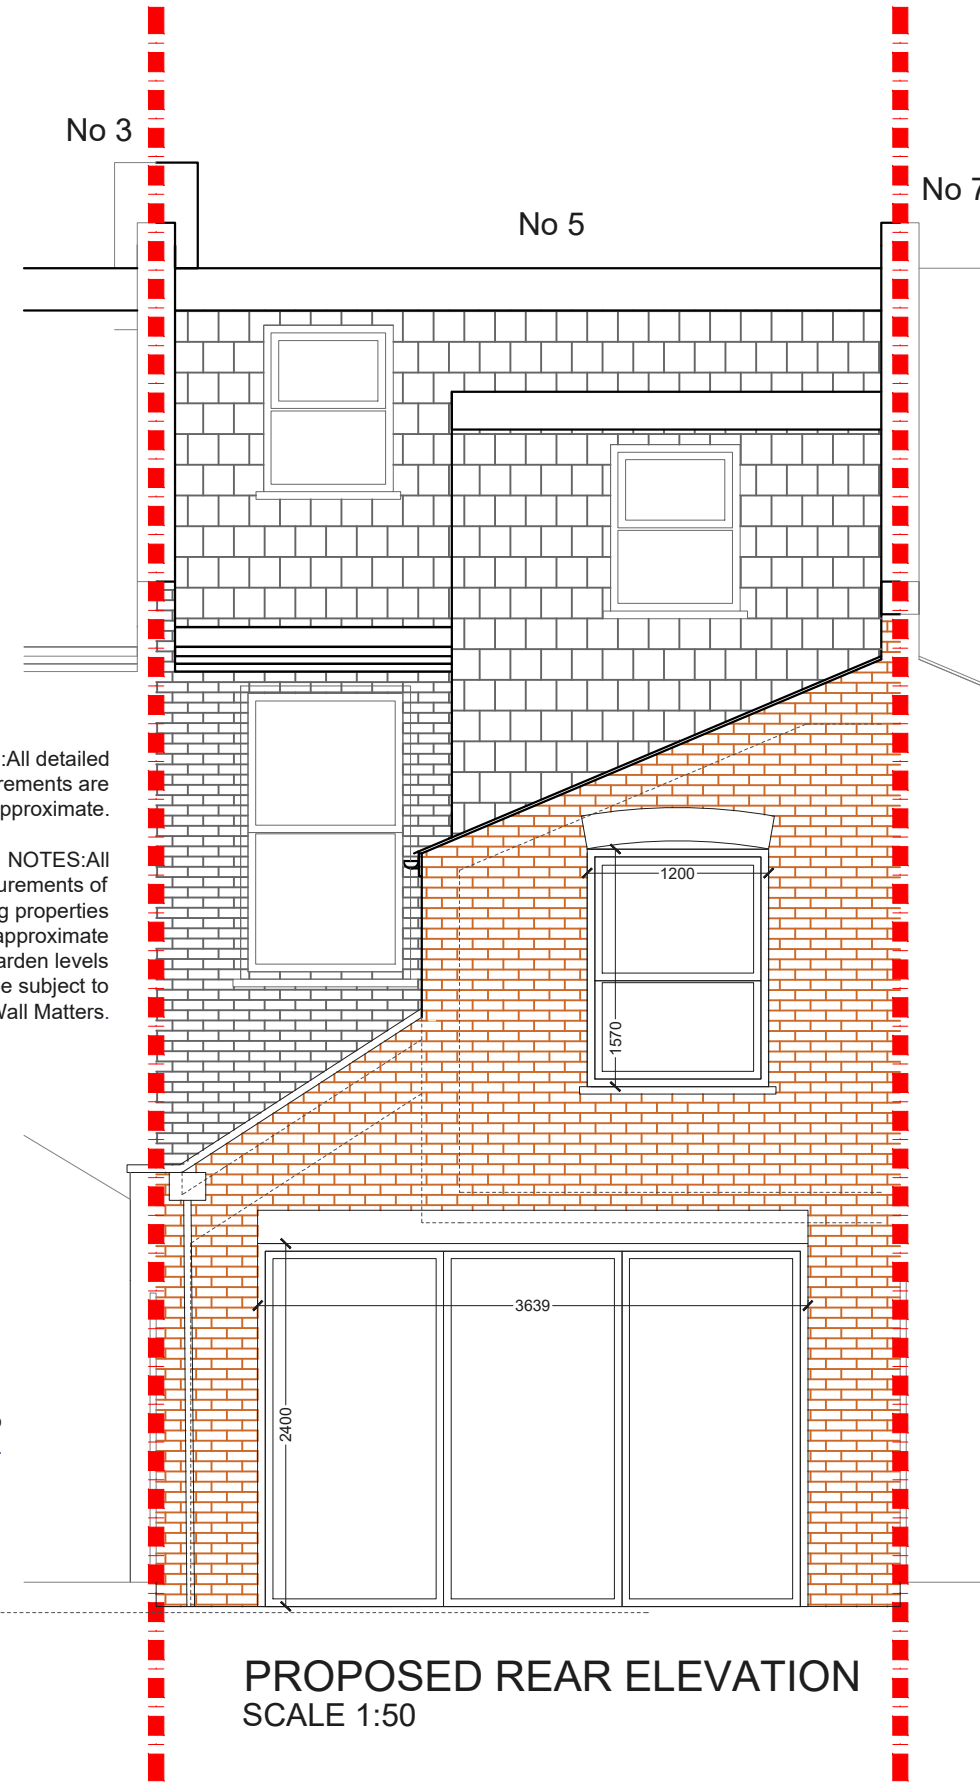 No 3
No 7
No 5
:All detailed
rements are
pproximate.
NOTES:All
urements of
g properties
approximate
arden levels
e subject to
Wall Matters.
1200
1570
3639
2400
PROPOSED REAR ELEVATION
SCALE 1:50